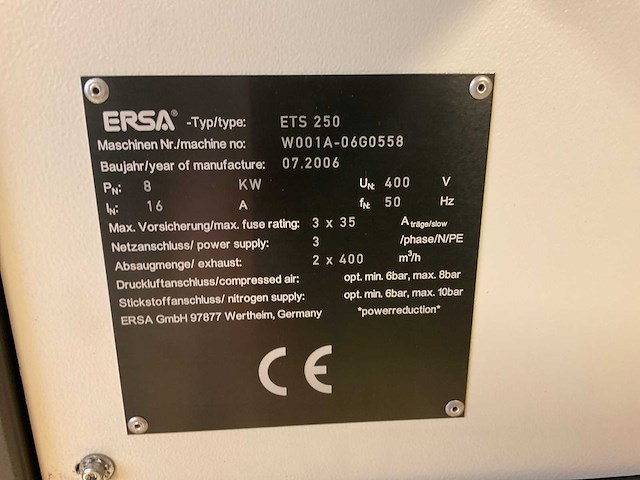 ERSA® -Typ/type: ETS 250
Maschinen Nr./machine no: W001A-06G0558
Baujahr/year of manufacture: 07.2006
PN: 8 KW UN: 400 V
IN: 16 A fN: 50 Hz
Max. Vorsicherung/max. fuse rating: 3 x 35 A träge/slow
Netzanschluss/ power supply: 3 /phase/N/PE
Absaugmenge/ exhaust: 2 x 400 m³/h
Druckluftanschluss/compressed air: opt. min. 6bar, max. 8bar
Stickstoffanschluss/ nitrogen supply: opt. min. 6bar, max. 10bar
ERSA GmbH 97877 Wertheim, Germany *powerreduction*
CE